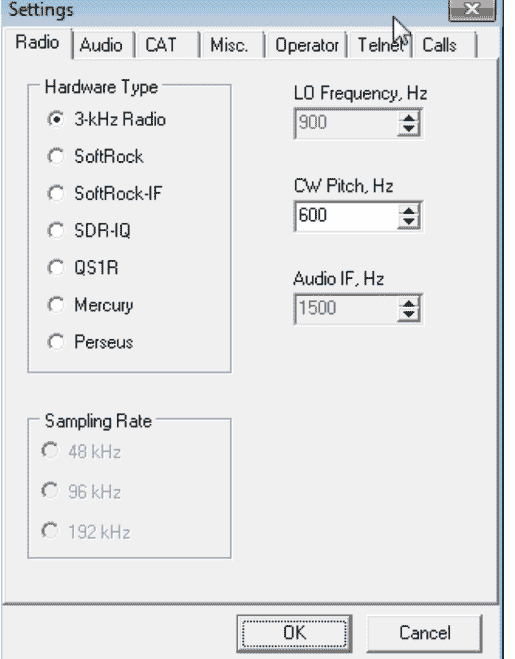 Settings
Radio Audio CAT Misc. Operator Telnet Calls
Hardware Type
3-kHz Radio
SoftRock
SoftRock-IF
SDR-IQ
QS1R
Mercury
Perseus
LO Frequency, Hz
900
CW Pitch, Hz
600
Audio IF, Hz
1500
Sampling Rate
48 kHz
96 kHz
192 kHz
OK Cancel